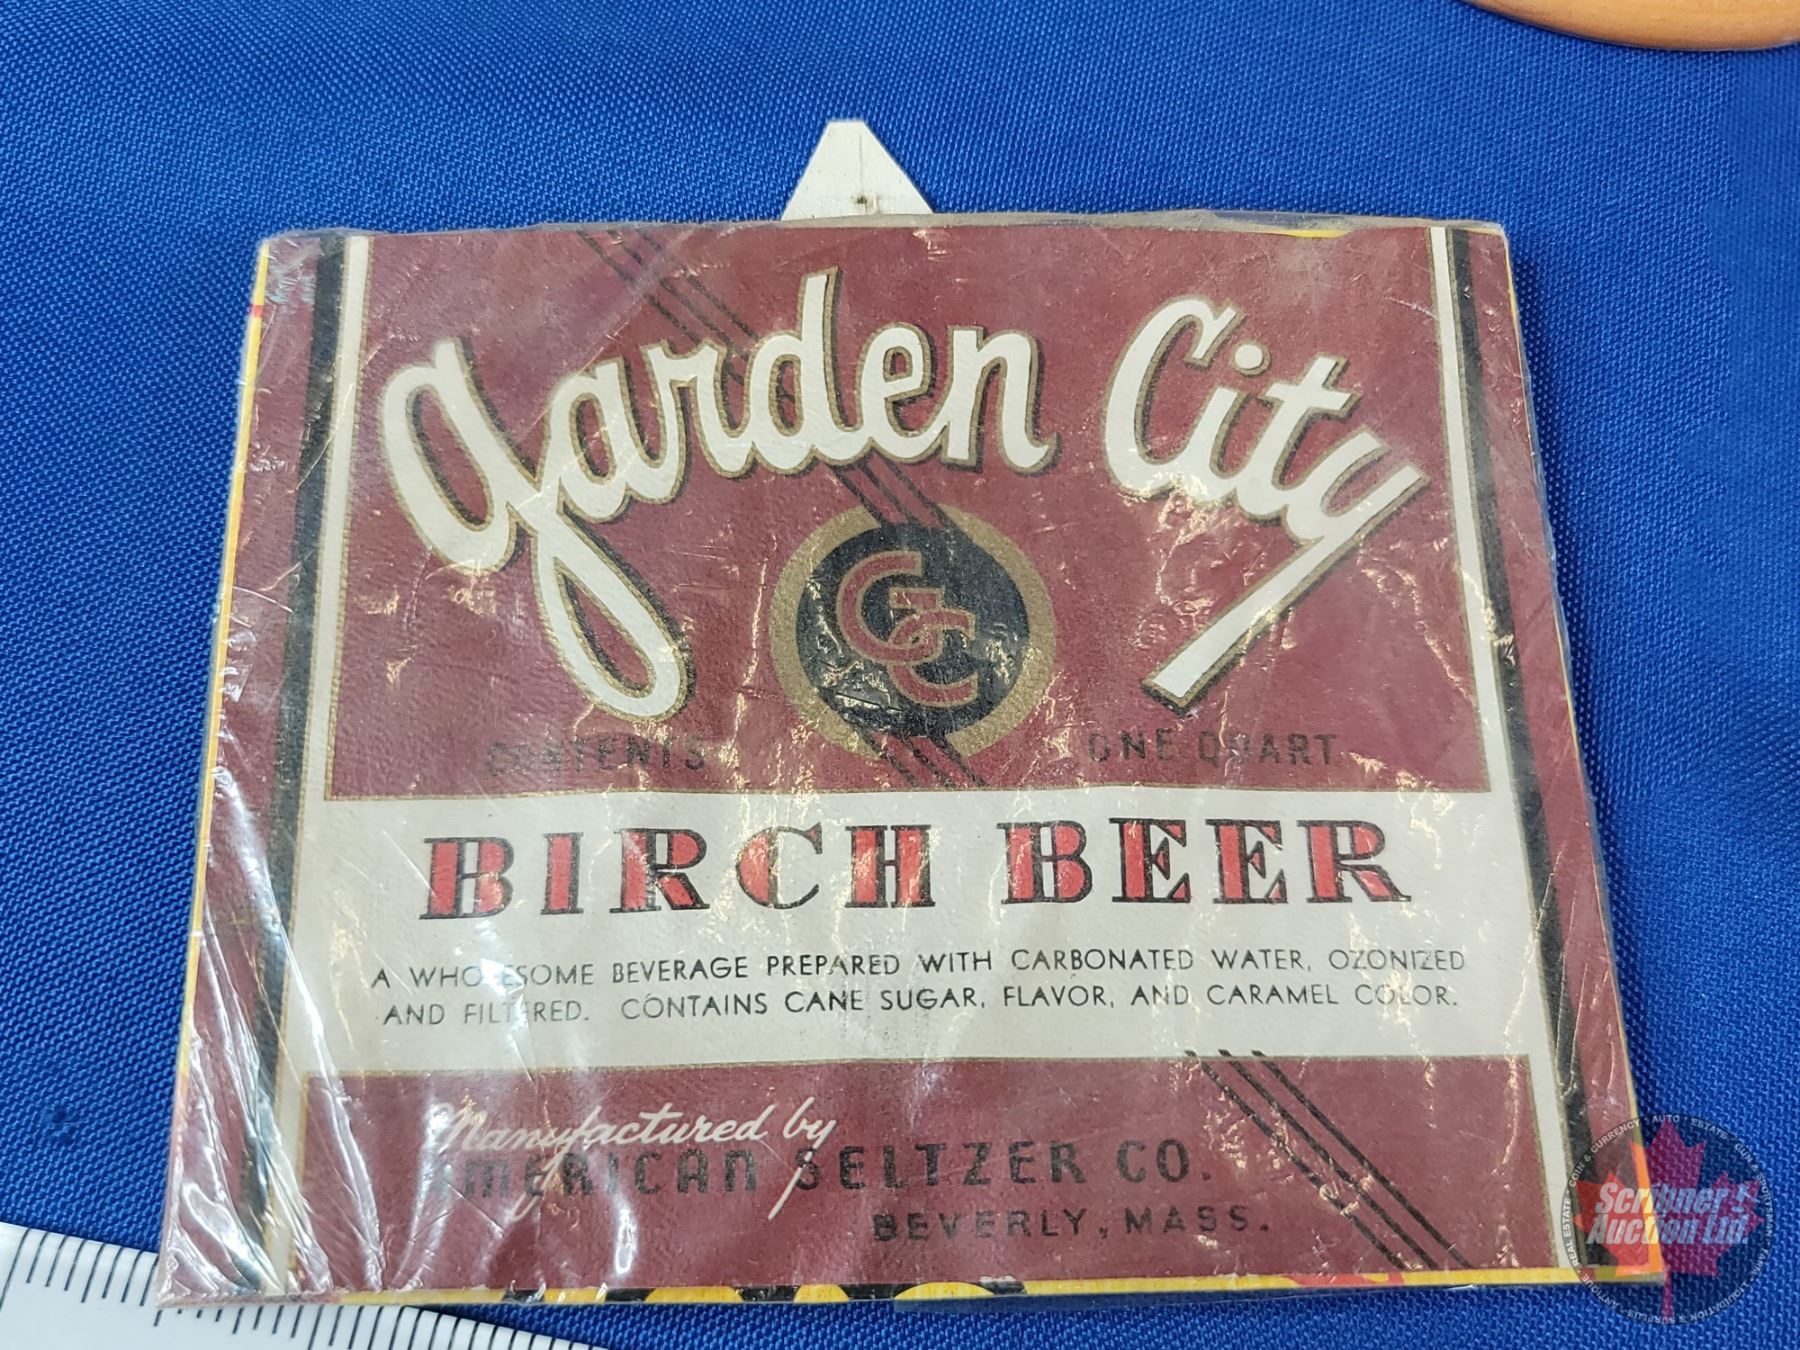 Garden City
GC
CONTENTS ONE QUART
BIRCH BEER
A WHOLESOME BEVERAGE PREPARED WITH CARBONATED WATER, OZONIZED
AND FILTERED. CONTAINS CANE SUGAR, FLAVOR, AND CARAMEL COLOR.
Manufactured by
AMERICAN SELTZER CO.
BEVERLY, MASS.
Scribner's
Auction Ltd.